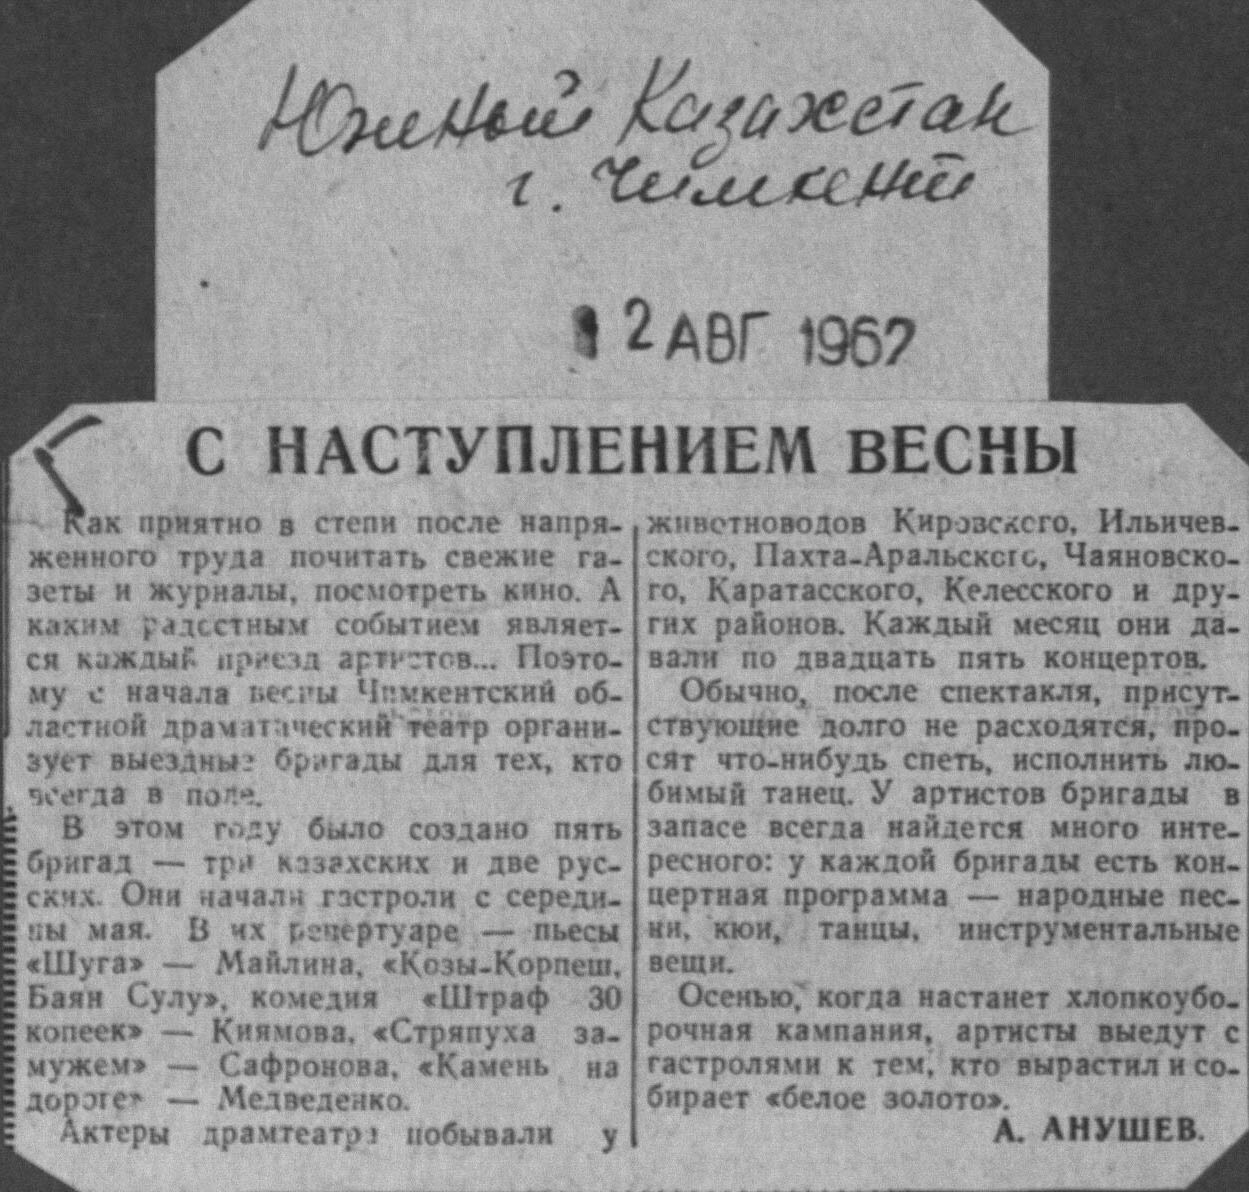 Южный Казахстан
г. Чимкент
2 АВГ 1967
С НАСТУПЛЕНИЕМ ВЕСНЫ
Как приятно в степи после напря-
женного труда почитать свежие га-
зеты и журналы, посмотреть кино. А
каким радостным событием являет-
ся каждый приезд артистов... Поэто-
му с начала весны Чимкентский об-
ластной драматический театр органи-
зует выездные бригады для тех, кто
всегда в поле.
В этом году было создано пять
бригад — три казахских и две рус-
ских. Они начали гастроли с середи-
ны мая. В их репертуаре — пьесы
«Шуга» — Майлина, «Козы-Корпеш,
Баян Сулу», комедия «Штраф 30
копеек» — Киямова, «Стряпуха за-
мужем» — Сафронова, «Камень на
дороге» — Медведенко.
Актеры драмтеатра побывали у
животноводов Кировского, Ильичев-
ского, Пахта-Аральского, Чаяновско-
го, Каратасского, Келесского и дру-
гих районов. Каждый месяц они да-
вали по двадцать пять концертов.
Обычно, после спектакля, присут-
ствующие долго не расходятся, про-
сят что-нибудь спеть, исполнить лю-
бимый танец. У артистов бригады в
запасе всегда найдется много инте-
ресного: у каждой бригады есть кон-
цертная программа — народные пес-
ни, кюи, танцы, инструментальные
вещи.
Осенью, когда настанет хлопкоубо-
рочная кампания, артисты выедут с
гастролями к тем, кто вырастил и со-
бирает «белое золото».
А. АНУШЕВ.